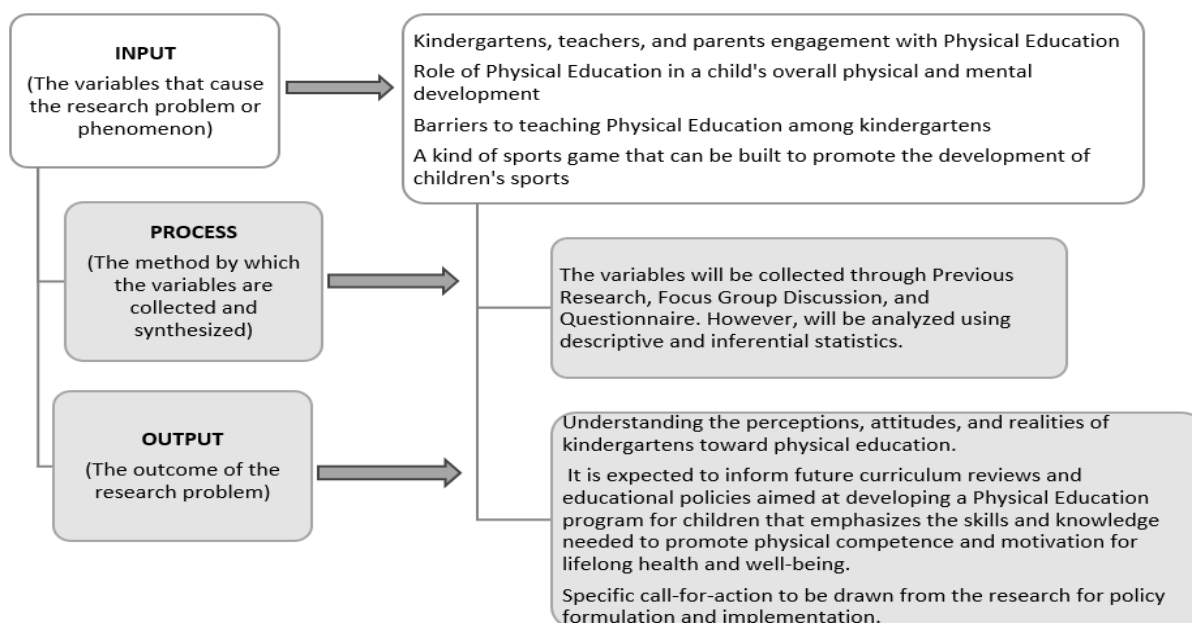 INPUT
(The variables that cause
the research problem or
phenomenon)
Kindergartens, teachers, and parents engagement with Physical Education
Role of Physical Education in a child's overall physical and mental
development
Barriers to teaching Physical Education among kindergartens
A kind of sports game that can be built to promote the development of
children's sports
PROCESS
(The method by which
the variables are
collected and
synthesized)
The variables will be collected through Previous
Research, Focus Group Discussion, and
Questionnaire. However, will be analyzed using
descriptive and inferential statistics.
OUTPUT
(The outcome of the
research problem)
Understanding the perceptions, attitudes, and realities of
kindergartens toward physical education.
It is expected to inform future curriculum reviews and
educational policies aimed at developing a Physical Education
program for children that emphasizes the skills and knowledge
needed to promote physical competence and motivation for
lifelong health and well-being.
Specific call-for-action to be drawn from the research for policy
formulation and implementation.